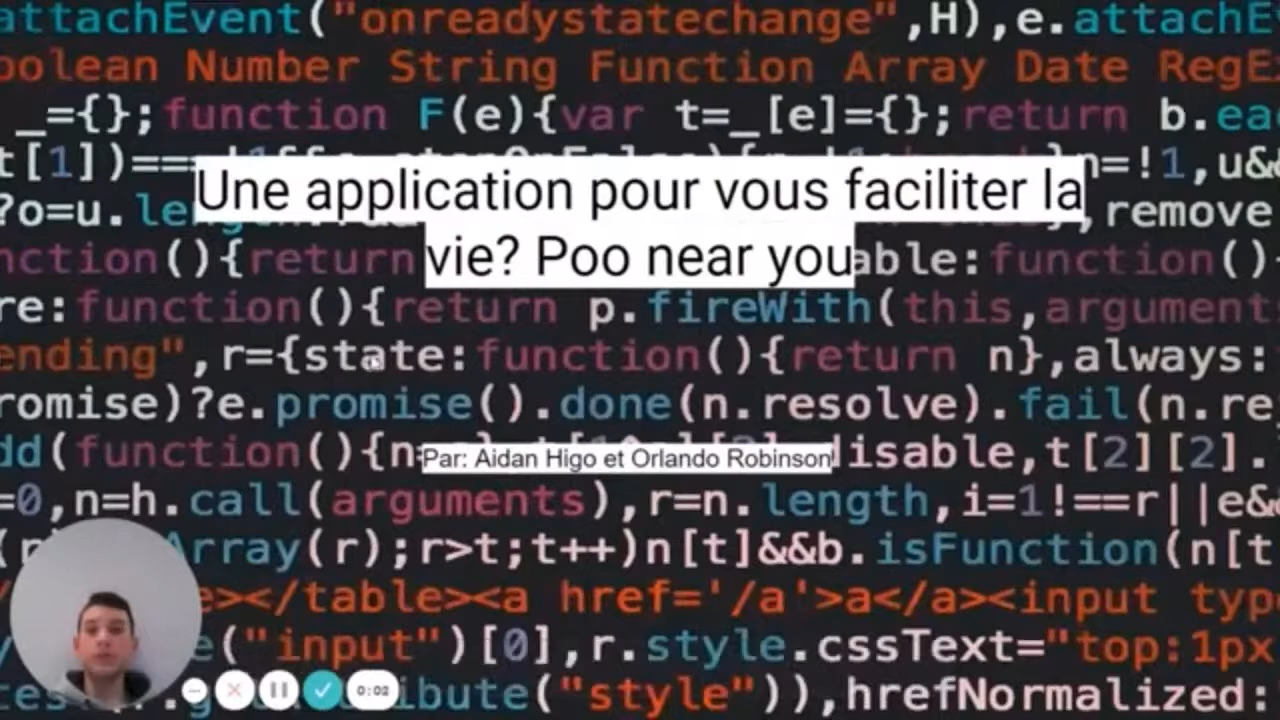 attachEvent("onreadystatechange",H),e.attachE
oolean Number String Function Array Date RegE
_={};function F(e){var t=_[e]={};return b.ea
t[1])== n=!1,u&
Une application pour vous faciliter la
?o=u. ,remove
vie? Poo near you
nction(){return able:function()
re:function(){return p.fireWith(this,argument
ending",r={state:function(){return n},always:
romise)?e.promise().done(n.resolve).fail(n.re
dd(function(){n disable,t[2][2].
Par: Aidan Higo et Orlando Robinson
=0,n=h.call(arguments),r=n.length,i=1!==r||e&
Array(r);r>t;t++)n[t]&&b.isFunction(n[t
></table><a href='/a'>a</a><input typ
("input")[0],r.style.cssText="top:1px
0:02
ibute("style")),hrefNormalized: